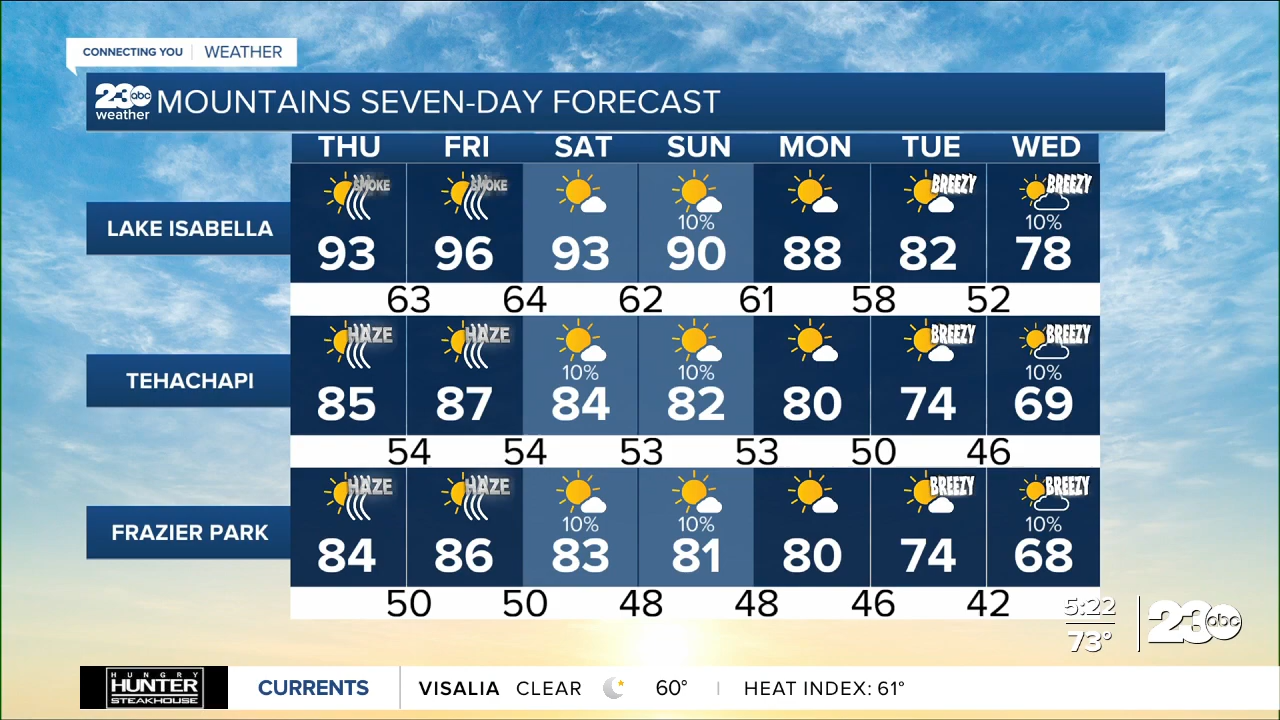 CONNECTING YOU | WEATHER
23 abc
weather
MOUNTAINS SEVEN-DAY FORECAST
THU FRI SAT SUN MON TUE WED
LAKE ISABELLA
SMOKE SMOKE BREEZY BREEZY
10% 10%
93 96 93 90 88 82 78
63 64 62 61 58 52
TEHACHAPI
HAZE HAZE BREEZY BREEZY
10% 10% 10%
85 87 84 82 80 74 69
54 54 53 53 50 46
FRAZIER PARK
HAZE HAZE BREEZY BREEZY
10% 10% 10%
84 86 83 81 80 74 68
50 50 48 48 46 42
5:22
73°
23 abc
HUNGRY
HUNTER
STEAKHOUSE
CURRENTS
VISALIA CLEAR 60° | HEAT INDEX: 61°